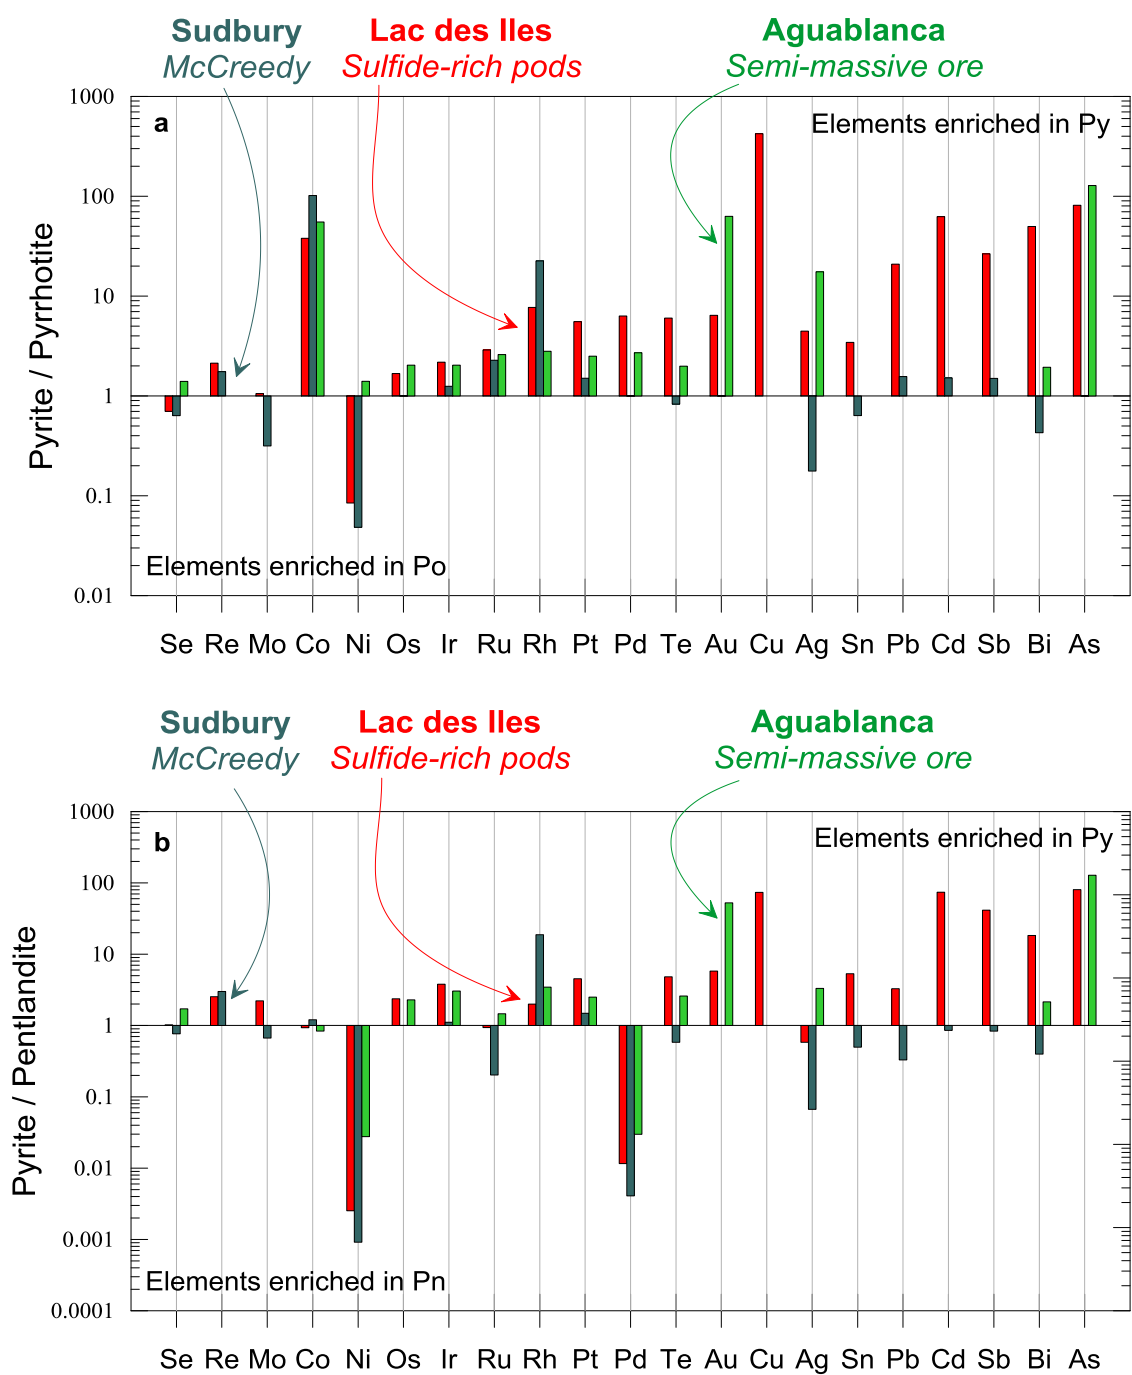 Sudbury Lac des Iles Aguablanca
McCreedy Sulfide-rich pods Semi-massive ore
1000
a Elements enriched in Py
100
10
1
0.1
Elements enriched in Po
0.01
Pyrite / Pyrrhotite
Se Re Mo Co Ni Os Ir Ru Rh Pt Pd Te Au Cu Ag Sn Pb Cd Sb Bi As
Sudbury Lac des Iles Aguablanca
McCreedy Sulfide-rich pods Semi-massive ore
1000
b Elements enriched in Py
100
10
1
0.1
0.01
0.001
Elements enriched in Pn
0.0001
Pyrite / Pentlandite
Se Re Mo Co Ni Os Ir Ru Rh Pt Pd Te Au Cu Ag Sn Pb Cd Sb Bi As